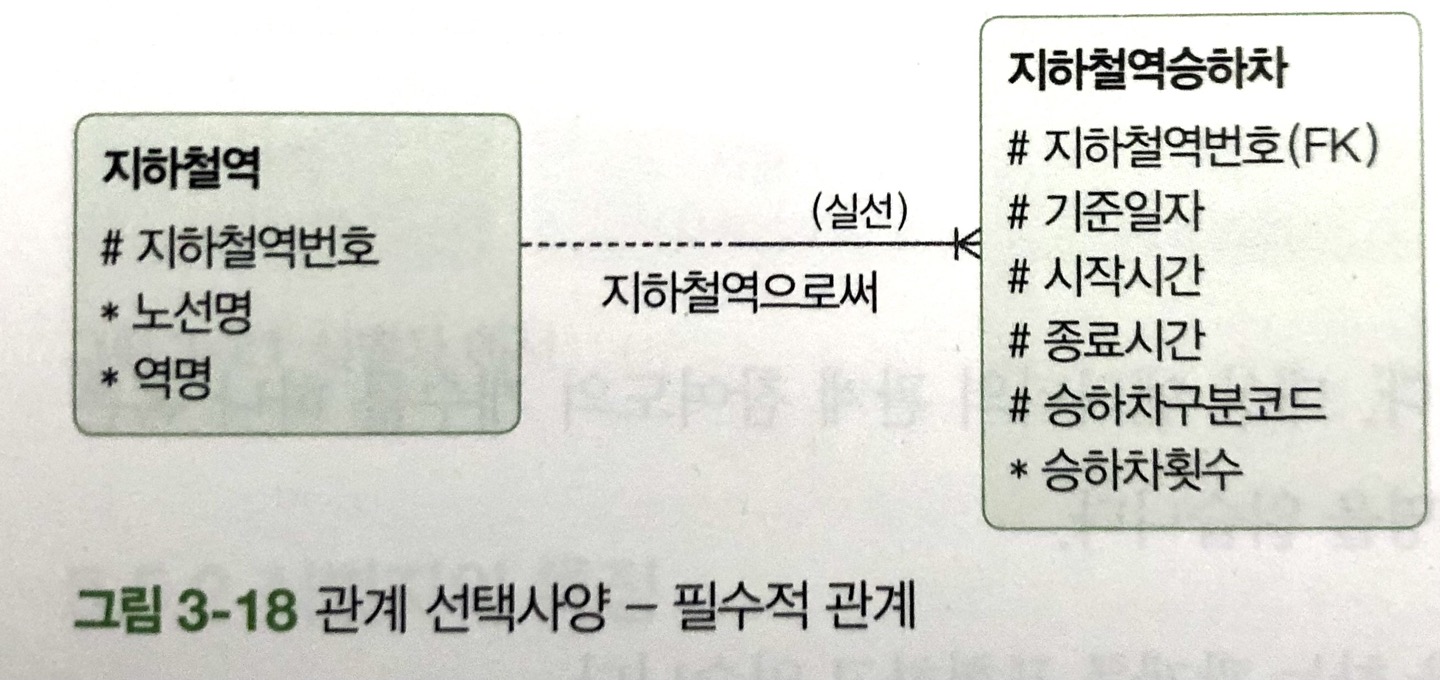 지하철역
# 지하철역번호
* 노선명
* 역명
(실선)
지하철역으로써
지하철역승하차
# 지하철역번호(FK)
# 기준일자
# 시작시간
# 종료시간
# 승하차구분코드
* 승하차횟수
그림 3-18 관계 선택사양 – 필수적 관계